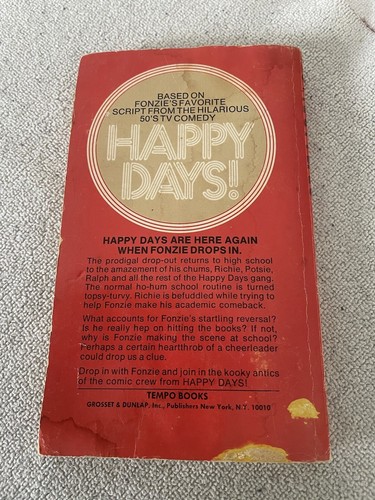 BASED ON
FONZIE'S FAVORITE
SCRIPT FROM THE HILARIOUS
50'S TV COMEDY
HAPPY
DAYS!
HAPPY DAYS ARE HERE AGAIN
WHEN FONZIE DROPS IN.
The prodigal drop-out returns to high school
to the amazement of his chums, Richie, Potsie,
Ralph and all the rest of the Happy Days gang.
The normal ho-hum school routine is turned
topsy-turvy. Richie is befuddled while trying to
help Fonzie make his academic comeback.
What accounts for Fonzie's startling reversal?
Is he really hep on hitting the books? If not,
why is Fonzie making the scene at school?
Perhaps a certain heartthrob of a cheerleader
could drop us a clue.
Drop in with Fonzie and join in the kooky antics
of the comic crew from HAPPY DAYS!
TEMPO BOOKS
GROSSET & DUNLAP, Inc., Publishers New York, N.Y. 10010